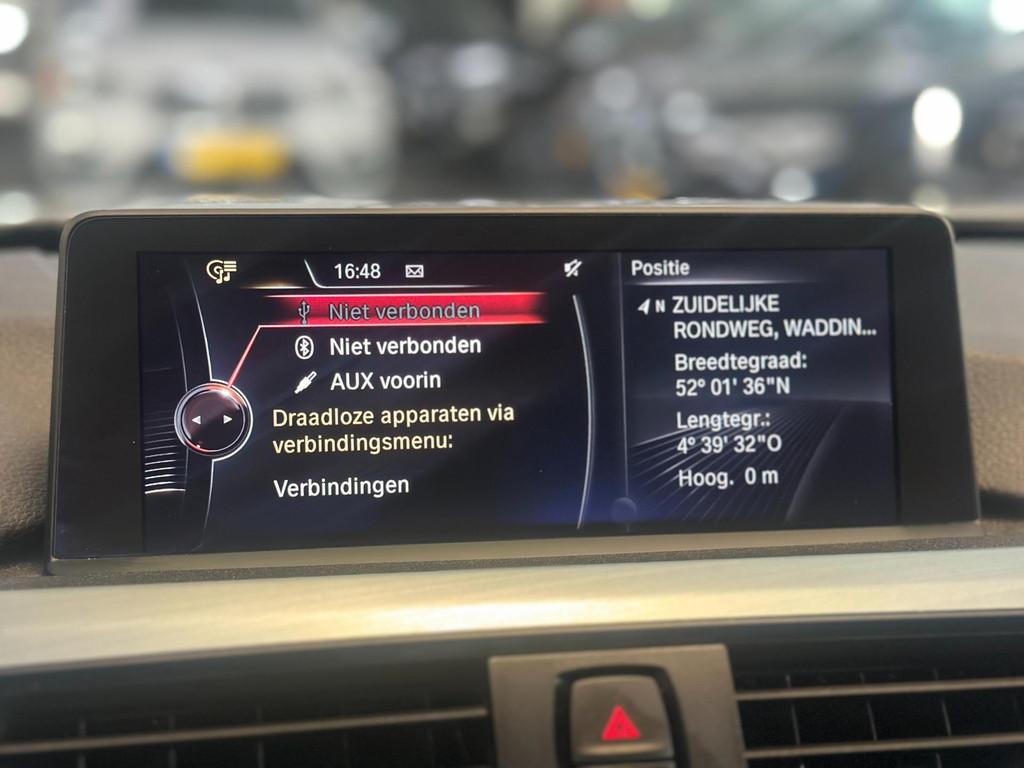 16:48
Niet verbonden
Niet verbonden
AUX voorin
Draadloze apparaten via
verbindingsmenu:
Verbindingen
Positie
N ZUIDELIJKE
RONDWEG, WADDIN...
Breedtegraad:
52° 01' 36"N
Lengtegr.:
4° 39' 32"O
Hoog. 0 m